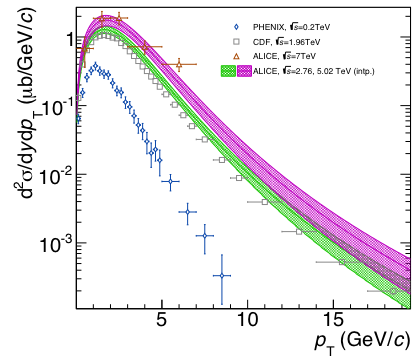 d²σ/dydp_T (μb/GeV/c)
PHENIX, √s=0.2TeV
CDF, √s=1.96TeV
ALICE, √s=7TeV
ALICE, √s=2.76, 5.02 TeV (intp.)
1
10⁻¹
10⁻²
10⁻³
0 5 10 15
p_T (GeV/c)